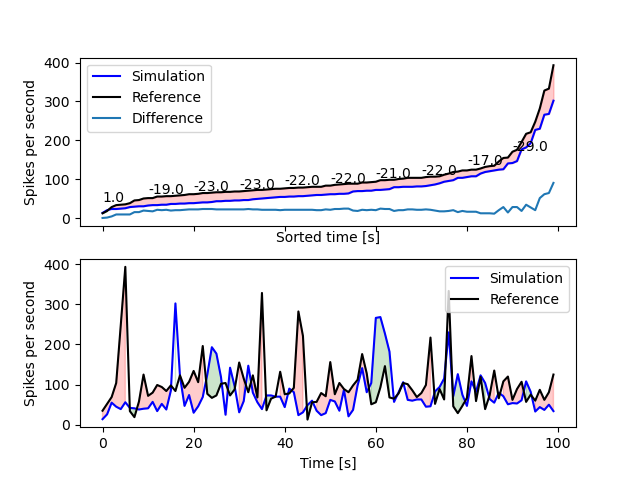 400
300
200
100
0
Spikes per second
Simulation
Reference
Difference
1.0
-19.0
-23.0
-23.0
-22.0
-22.0
-21.0
-22.0
-17.0
-29.0
Sorted time [s]
400
300
200
100
0
Spikes per second
Simulation
Reference
0 20 40 60 80 100
Time [s]